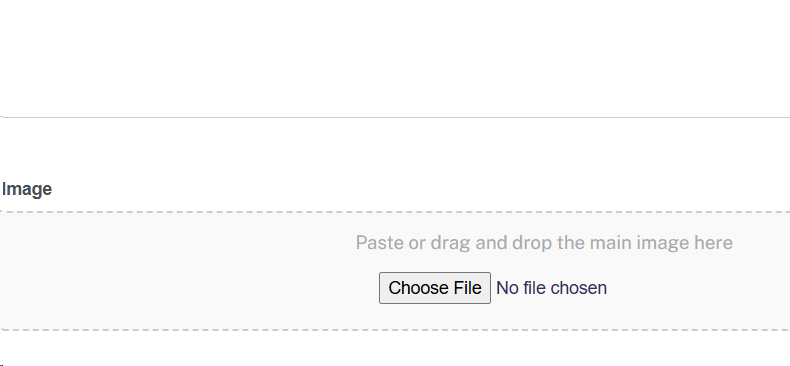 Image
Paste or drag and drop the main image here
Choose File No file chosen